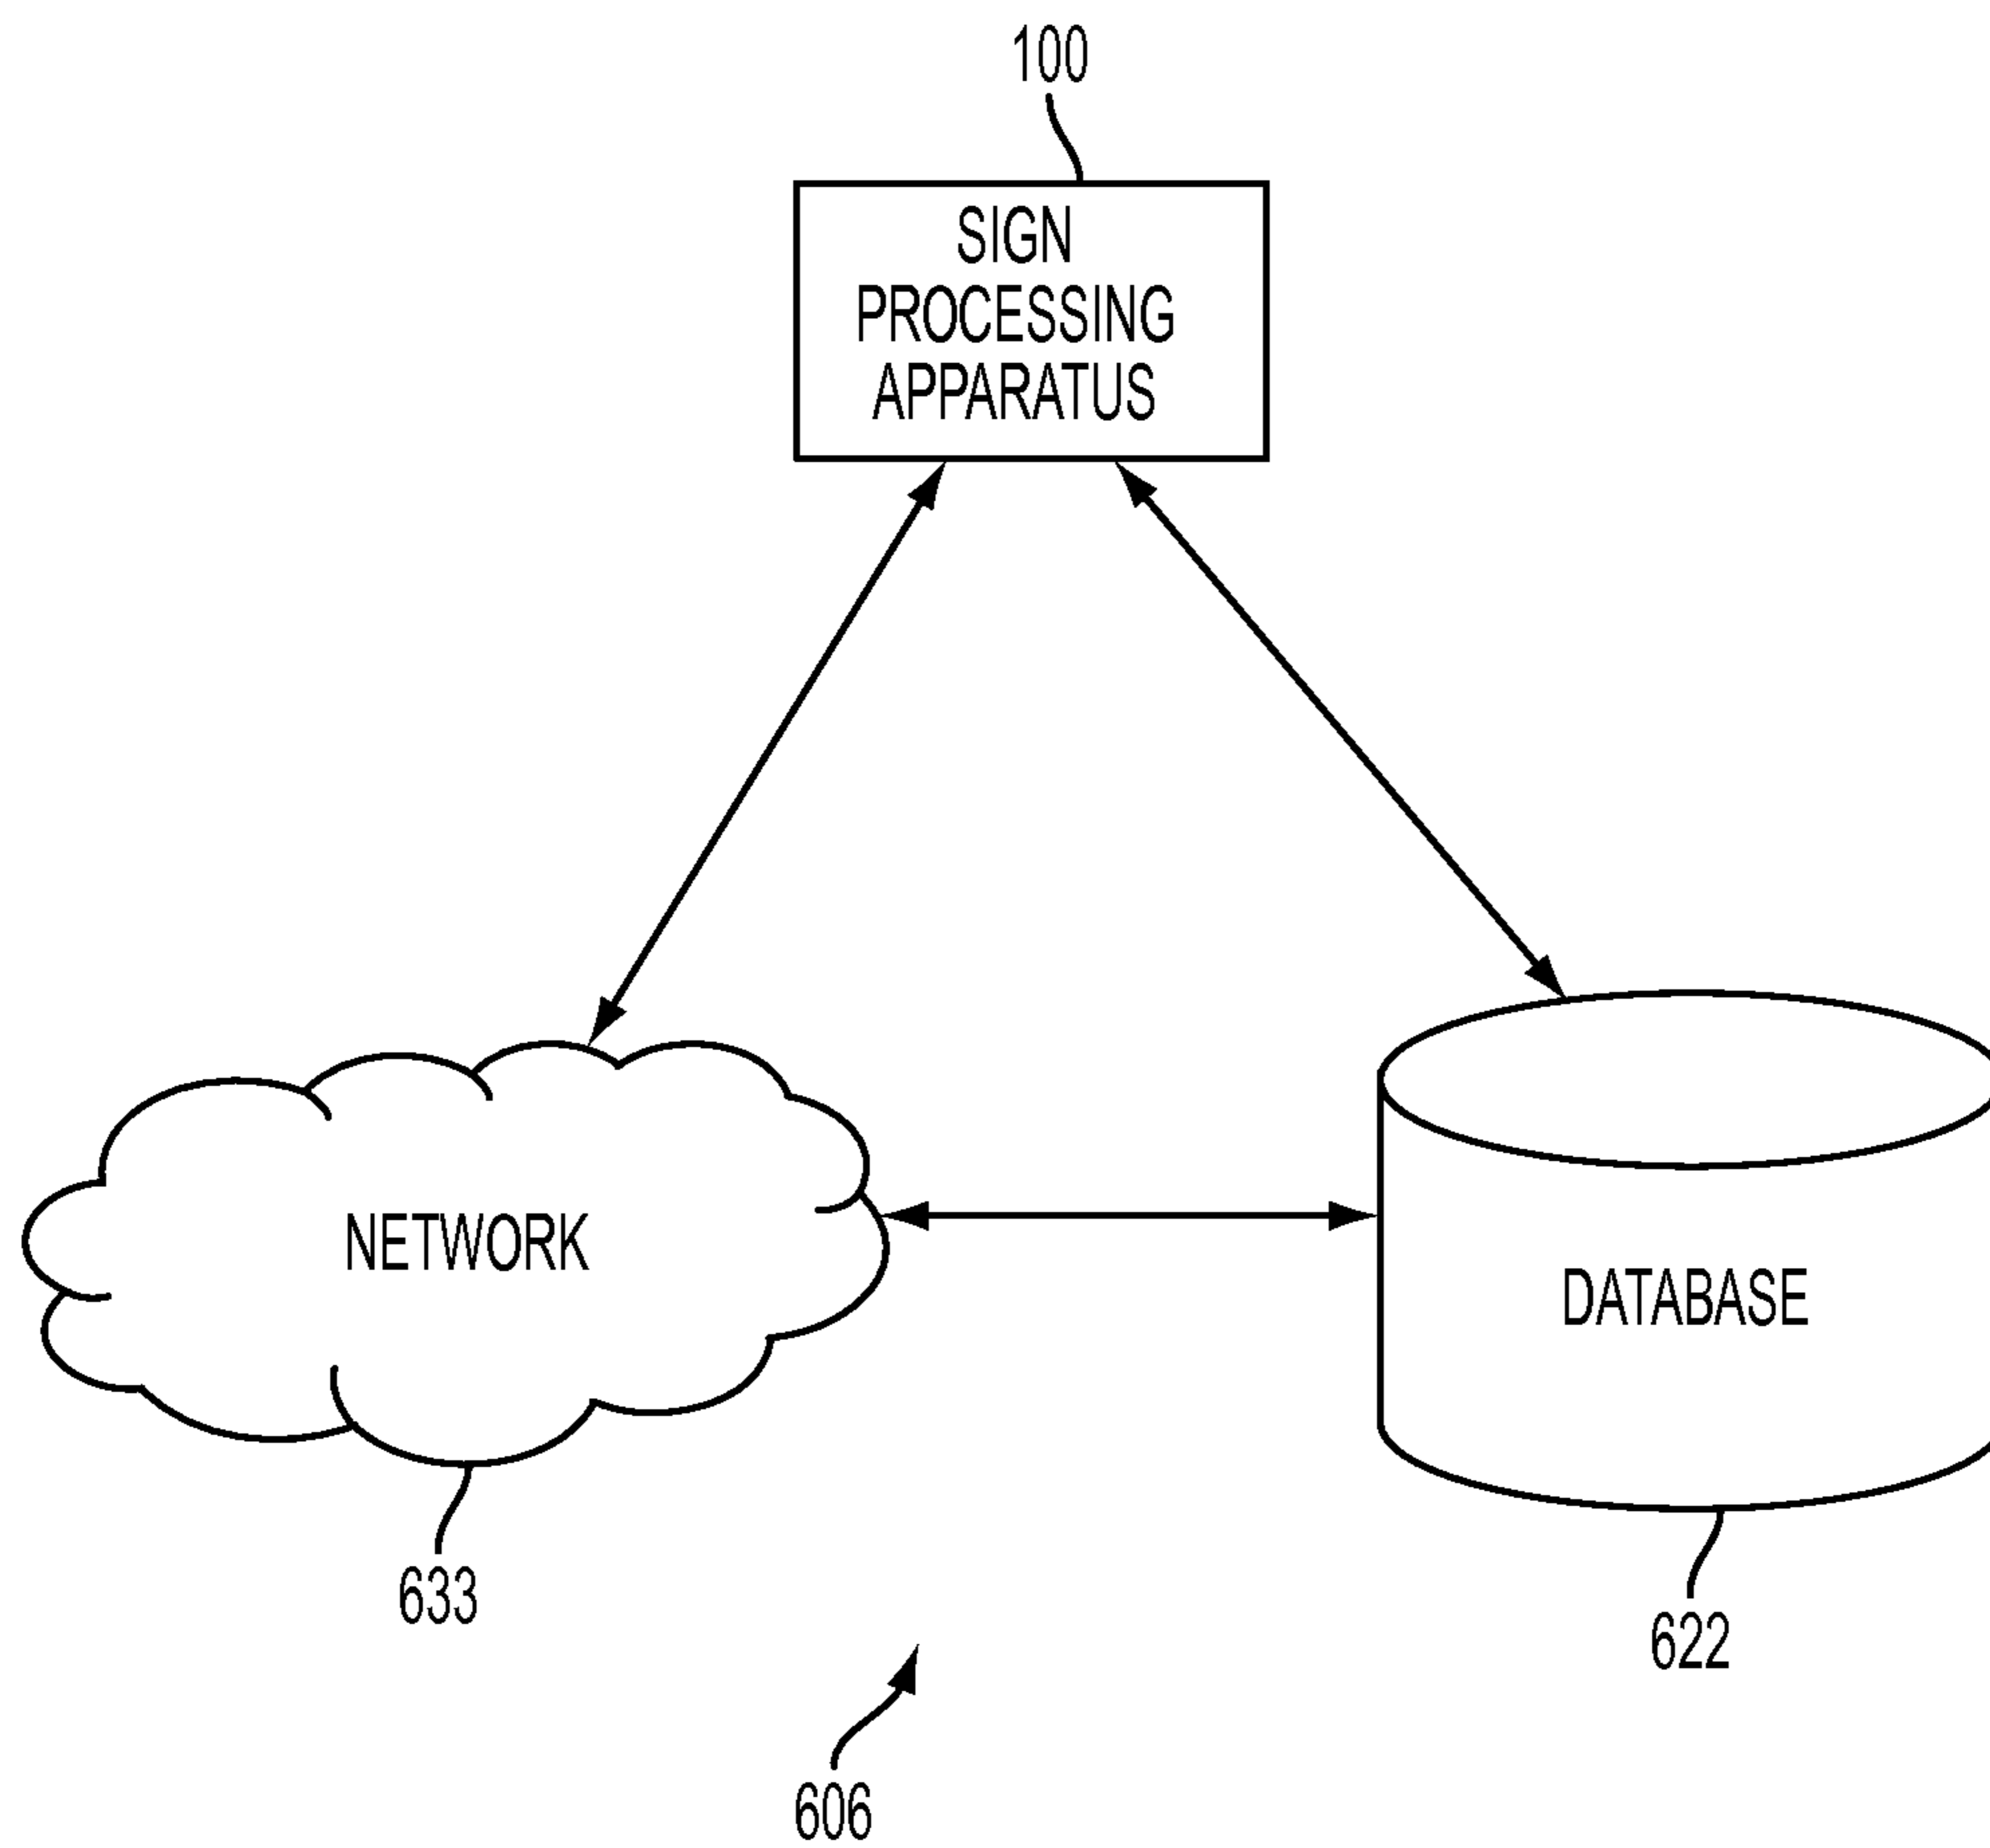 100
SIGN
PROCESSING
APPARATUS
NETWORK
DATABASE
633
622
606